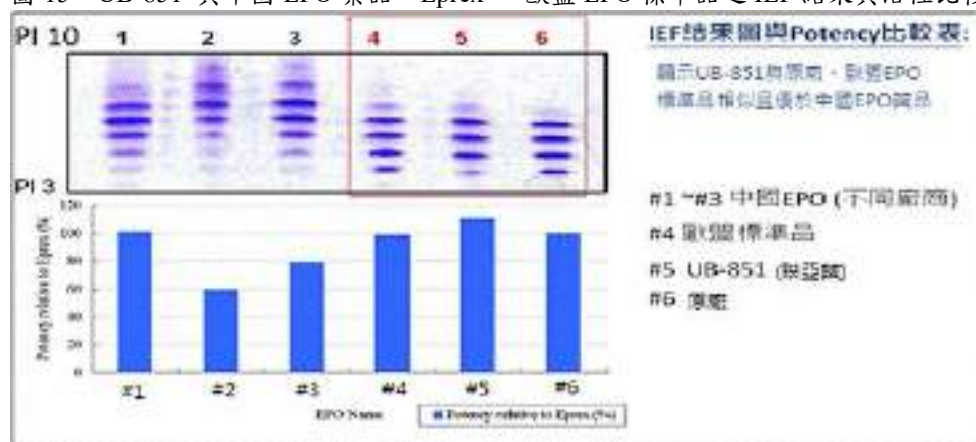 PI 10 1 2 3 4 5 6
IEF結果圖與Potency比較表:
顯示UB-851與原廠、歐盟EPO
標準品相似且優於中國EPO藥品
PI 3
#1 ~#3 中國EPO (不同廠商)
#4 歐盟標準品
#5 UB-851 (聯亞藥)
#6 原廠
Potency relative to Eprex (%)
120
100
80
60
40
20
0
#1 #2 #3 #4 #5 #6
EPO Name
Potency relative to Eprex (%)